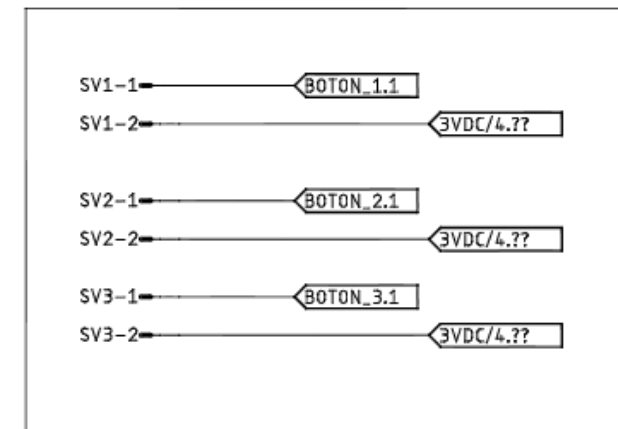 SV1-1 BOTON_1.1
SV1-2 3VDC/4.??
SV2-1 BOTON_2.1
SV2-2 3VDC/4.??
SV3-1 BOTON_3.1
SV3-2 3VDC/4.??